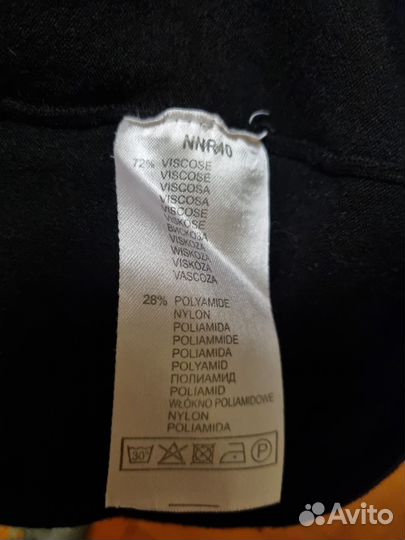 NNR40
72% VISCOSE
VISCOSE
VISCOSA
VISCOSA
VISCOSE
VISKOSE
ВИСКОЗА
WISKOZA
VISKÓZA
VASCOZA
28% POLYAMIDE
NYLON
POLIAMIDA
POLIAMMIDE
POLIAMIDA
POLYAMID
ПОЛИАМИД
POLIAMID
WŁÓKNO POLIAMIDOWE
NYLON
POLIAMIDA
30° P
Avito